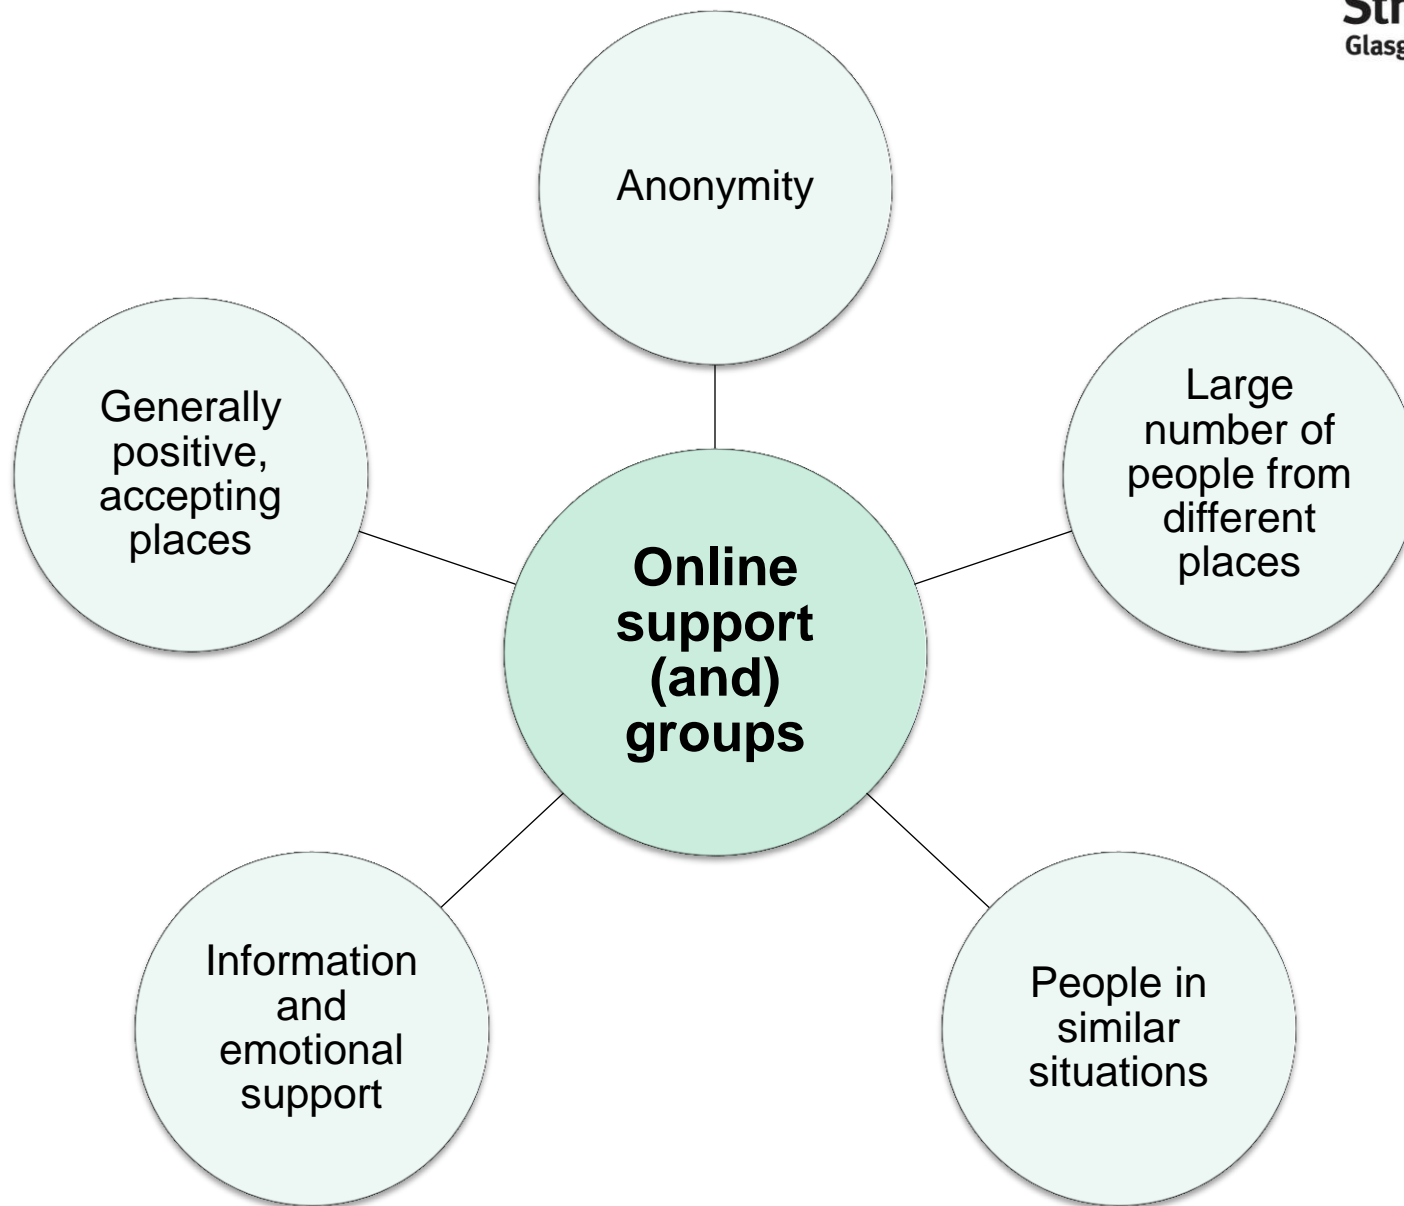 Anonymity
Generally
positive,
accepting
places
Large
number of
people from
different
places
Online
support
(and)
groups
Information
and
emotional
support
People in
similar
situations